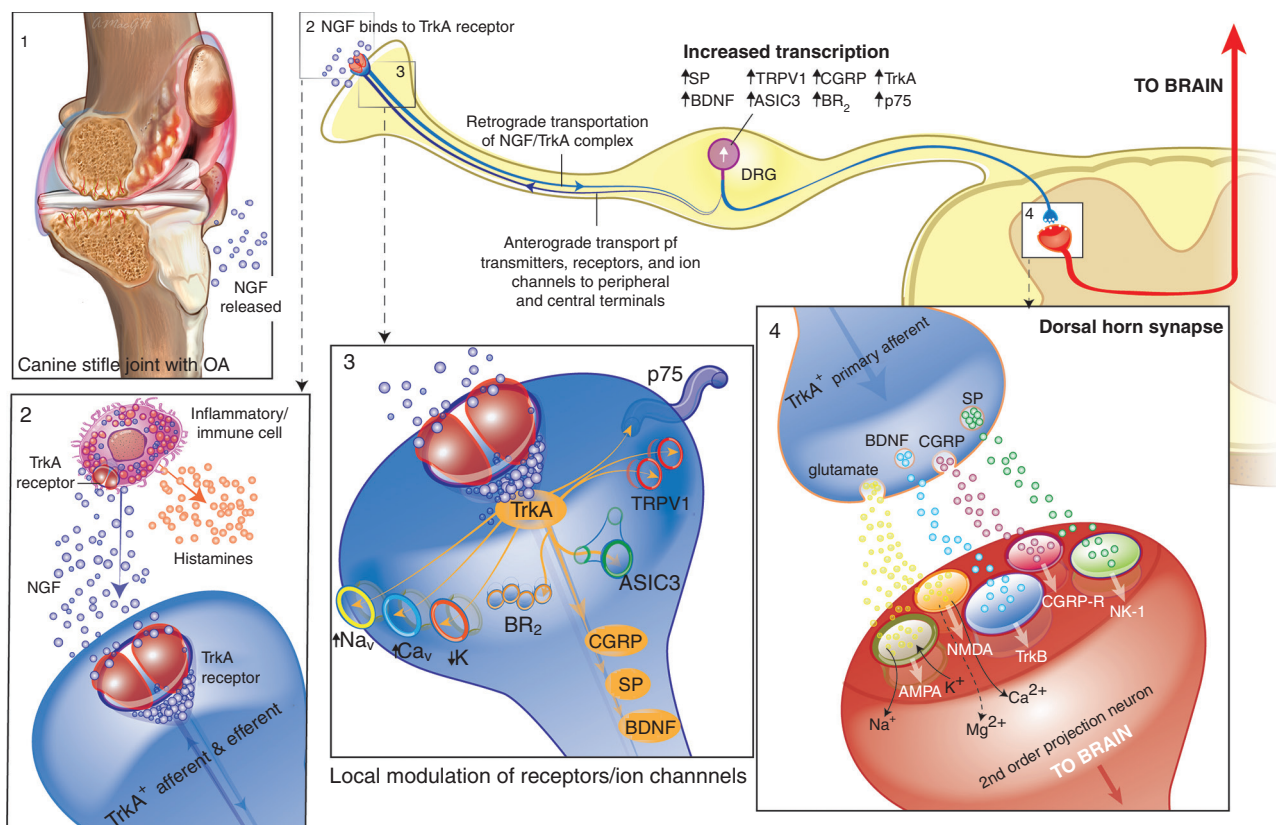 A.MacG'17
1
NGF
released
Canine stifle joint with OA
2 NGF binds to TrkA receptor
3
Retrograde transportation
of NGF/TrkA complex
Anterograde transport pf
transmitters, receptors, and ion
channels to peripheral
and central terminals
Increased transcription
↑SP ↑TRPV1 ↑CGRP ↑TrkA
↑BDNF ↑ASIC3 ↑BR₂ ↑p75
↑
DRG
TO BRAIN
4
2
Inflammatory/
immune cell
TrkA
receptor
Histamines
NGF
TrkA
receptor
TrkA⁺ afferent & efferent
3
p75
TRPV1
TrkA
ASIC3
BR₂
↑Naᵥ
↑Caᵥ
↓K
CGRP
SP
BDNF
Local modulation of receptors/ion channnels
4
Dorsal horn synapse
TrkA⁺ primary afferent
SP
BDNF
CGRP
glutamate
CGRP-R
NK-1
NMDA
TrkB
AMPA
K⁺
Ca²⁺
Na⁺
Mg²⁺
2nd order projection neuron
TO BRAIN